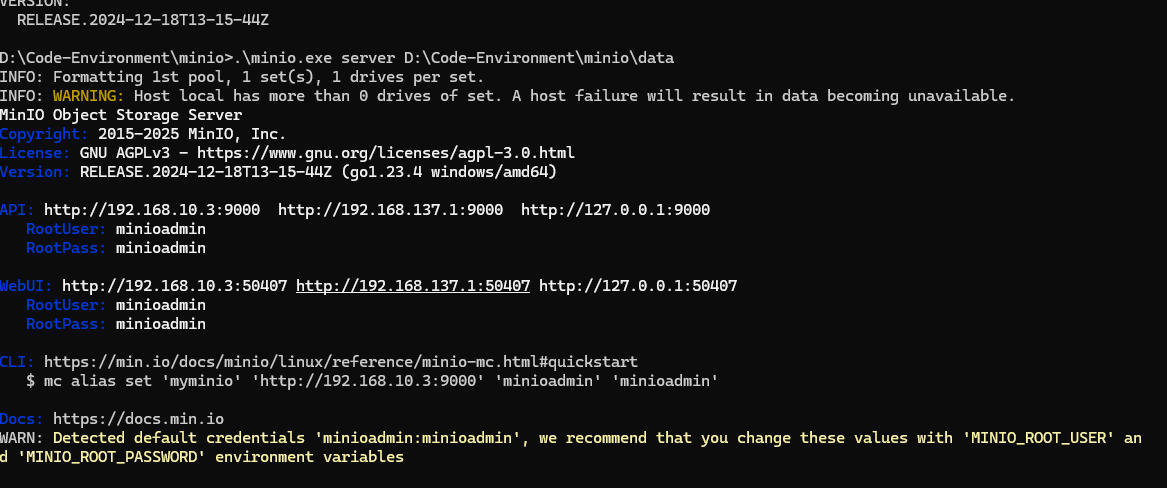 VERSION:
RELEASE.2024-12-18T13-15-44Z
D:\Code-Environment\minio>.\minio.exe server D:\Code-Environment\minio\data
INFO: Formatting 1st pool, 1 set(s), 1 drives per set.
INFO: WARNING: Host local has more than 0 drives of set. A host failure will result in data becoming unavailable.
MinIO Object Storage Server
Copyright: 2015-2025 MinIO, Inc.
License: GNU AGPLv3 - https://www.gnu.org/licenses/agpl-3.0.html
Version: RELEASE.2024-12-18T13-15-44Z (go1.23.4 windows/amd64)
API: http://192.168.10.3:9000  http://192.168.137.1:9000  http://127.0.0.1:9000
RootUser: minioadmin
RootPass: minioadmin
WebUI: http://192.168.10.3:50407 http://192.168.137.1:50407 http://127.0.0.1:50407
RootUser: minioadmin
RootPass: minioadmin
CLI: https://min.io/docs/minio/linux/reference/minio-mc.html#quickstart
$ mc alias set 'myminio' 'http://192.168.10.3:9000' 'minioadmin' 'minioadmin'
Docs: https://docs.min.io
WARN: Detected default credentials 'minioadmin:minioadmin', we recommend that you change these values with 'MINIO_ROOT_USER' an
d 'MINIO_ROOT_PASSWORD' environment variables